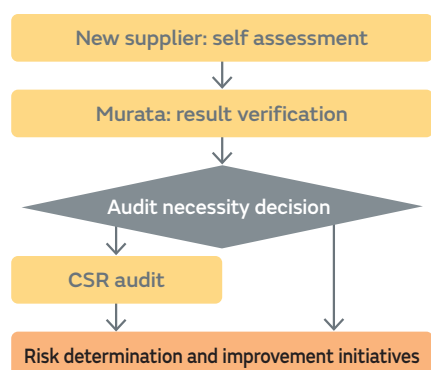 New supplier: self assessment
Murata: result verification
Audit necessity decision
CSR audit
Risk determination and improvement initiatives